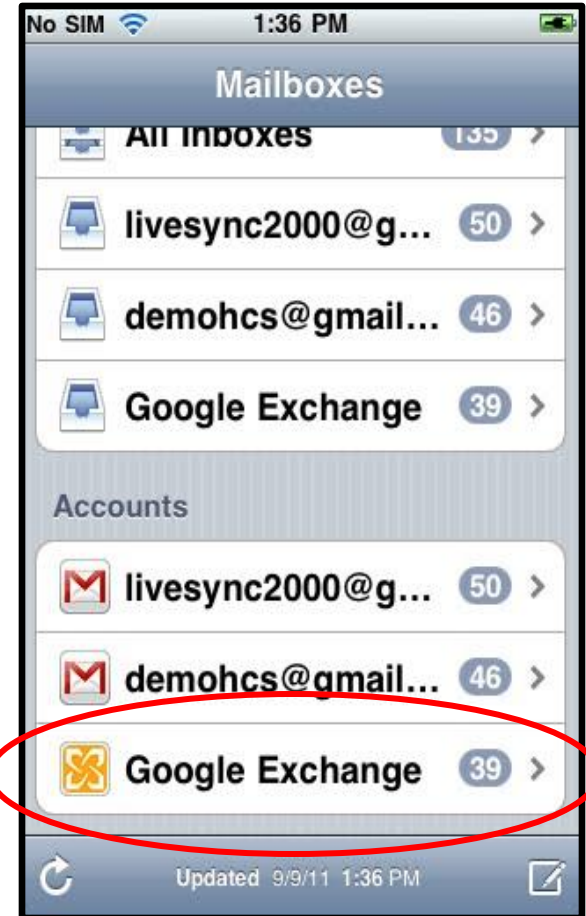 No SIM 1:36 PM
Mailboxes
All Inboxes 135
livesync2000@g... 50
demohcs@gmail... 46
Google Exchange 39
Accounts
livesync2000@g... 50
demohcs@gmail... 46
Google Exchange 39
Updated 9/9/11 1:36 PM